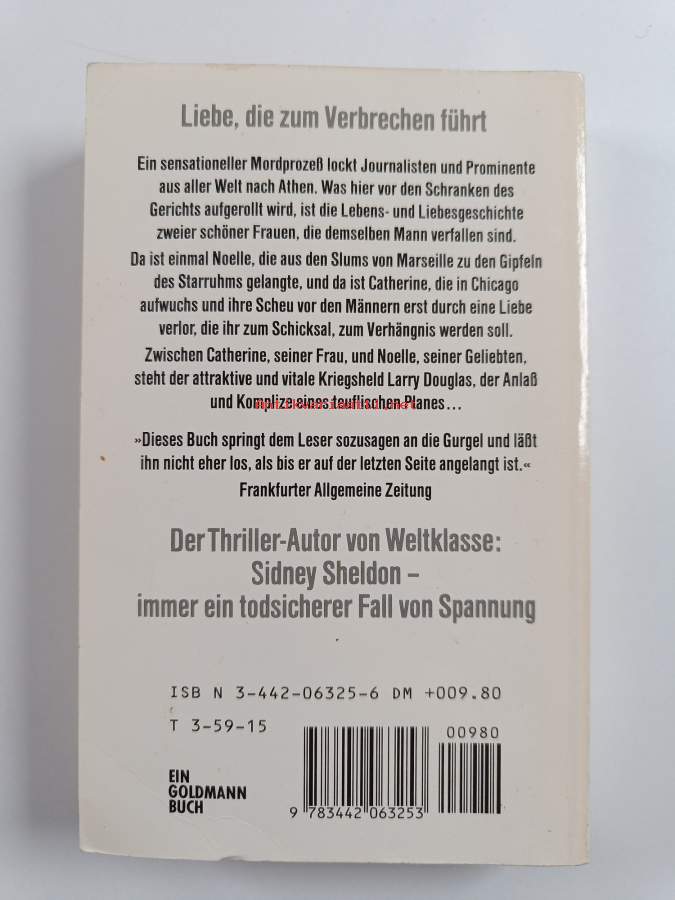 Liebe, die zum Verbrechen führt
Ein sensationeller Mordprozeß lockt Journalisten und Prominente
aus aller Welt nach Athen. Was hier vor den Schranken des
Gerichts aufgerollt wird, ist die Lebens- und Liebesgeschichte
zweier schöner Frauen, die demselben Mann verfallen sind.
Da ist einmal Noelle, die aus den Slums von Marseille zu den Gipfeln
des Starruhms gelangte, und da ist Catherine, die in Chicago
aufwuchs und ihre Scheu vor den Männern erst durch eine Liebe
verlor, die ihr zum Schicksal, zum Verhängnis werden soll.
Zwischen Catherine, seiner Frau, und Noelle, seiner Geliebten,
steht der attraktive und vitale Kriegsheld Larry Douglas, der Anlaß
und Komplize eines teuflischen Planes...
»Dieses Buch springt dem Leser sozusagen an die Gurgel und läßt
ihn nicht eher los, als bis er auf der letzten Seite angelangt ist.«
Frankfurter Allgemeine Zeitung
Der Thriller-Autor von Weltklasse:
Sidney Sheldon –
immer ein todsicherer Fall von Spannung
ISB N 3-442-06325-6 DM +009.80
T 3-59-15
00980
EIN
GOLDMANN
BUCH
9 783442 063253